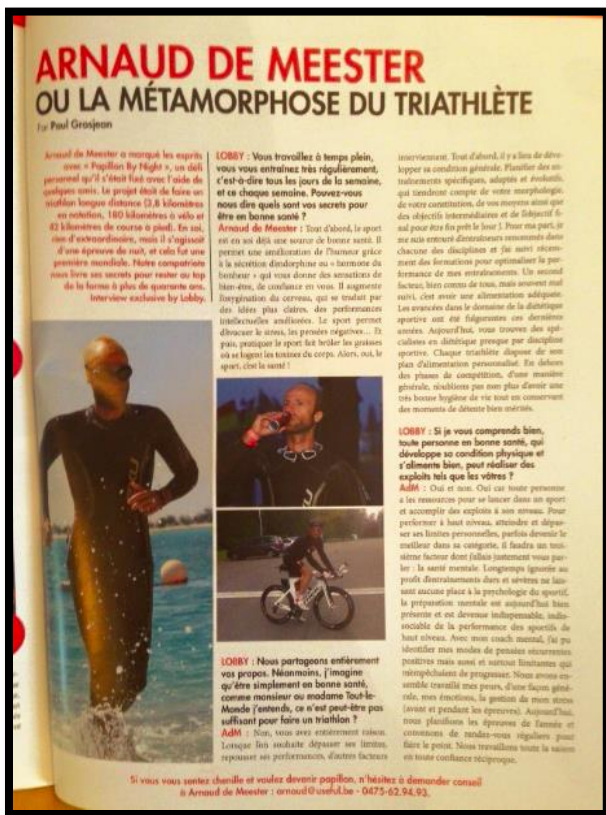 ARNAUD DE MEESTER
OU LA MÉTAMORPHOSE DU TRIATHLÈTE
Par Paul Grosjean
Arnaud de Meester a marqué les esprits
avec « Papillon By Night », un défi
personnel qu'il s'était fixé avec l'aide de
quelques amis. Le projet était de faire un
triathlon longue distance (3,8 kilomètres
en natation, 180 kilomètres à vélo et
42 kilomètres de course à pied). En soi,
rien d'extraordinaire, mais il s'agissait
d'une épreuve de nuit, et cela fut une
première mondiale. Notre compatriote
nous livre ses secrets pour rester au top
de la forme à plus de quarante ans.
Interview exclusive by Lobby.
LOBBY : Vous travaillez à temps plein,
vous vous entraînez très régulièrement,
c'est-à-dire tous les jours de la semaine,
et ce chaque semaine. Pouvez-vous
nous dire quels sont vos secrets pour
être en bonne santé ?
Arnaud de Meester : Tout d'abord, le sport
est en soi déjà une source de bonne santé. Il
permet une amélioration de l'humeur grâce
à la sécrétion d'endorphine ou « hormone du
bonheur » qui vous donne des sensations de
bien-être, de confiance en vous. Il augmente
l'oxygénation du cerveau, qui se traduit par
des idées plus claires, des performances
intellectuelles améliorées. Le sport permet
d'évacuer le stress, les pensées négatives… Et
puis, pratiquer le sport fait brûler les graisses
où se logent les toxines du corps. Alors, oui, le
sport, c'est la santé !
LOBBY : Nous partageons entièrement
vos propos. Néanmoins, j'imagine
qu'être simplement en bonne santé,
comme monsieur ou madame Tout-le-
Monde j'entends, ce n'est peut-être pas
suffisant pour faire un triathlon ?
AdM : Non, vous avez entièrement raison.
Lorsque l'on souhaite dépasser ses limites,
repousser ses performances, d'autres facteurs
interviennent. Tout d'abord, il y a lieu de déve-
lopper sa condition générale. Planifier des en-
traînements spécifiques, adaptés et évolutifs,
qui tiendront compte de votre morphologie,
de votre constitution, de vos moyens ainsi que
des objectifs intermédiaires et de l'objectif fi-
nal pour être fin prêt le Jour J. Pour ma part, je
me suis entouré d'entraîneurs renommés dans
chacune des disciplines et j'ai suivi récem-
ment des formations pour optimaliser la per-
formance de mes entraînements. Un second
facteur, bien connu de tous, mais souvent mal
suivi, c'est avoir une alimentation adéquate.
Les avancées dans le domaine de la diététique
sportive ont été fulgurantes ces dernières
années. Aujourd'hui, vous trouvez des spé-
cialistes en diététique presque par discipline
sportive. Chaque triathlète dispose de son
plan d'alimentation personnalisé. En dehors
des phases de compétition, d'une manière
générale, n'oublions pas non plus d'avoir une
très bonne hygiène de vie tout en conservant
des moments de détente bien mérités.
LOBBY : Si je vous comprends bien,
toute personne en bonne santé, qui
développe sa condition physique et
s'alimente bien, peut réaliser des
exploits tels que les vôtres ?
AdM : Oui et non. Oui car toute personne
a les ressources pour se lancer dans un sport
et accomplir des exploits à son niveau. Pour
performer à haut niveau, atteindre et dépas-
ser ses limites personnelles, parfois devenir le
meilleur dans sa catégorie, il faudra un troi-
sième facteur dont j'allais justement vous par-
ler : la santé mentale. Longtemps ignorée au
profit d'entraînements durs et sévères ne lais-
sant aucune place à la psychologie du sportif,
la préparation mentale est aujourd'hui bien
présente et est devenue indispensable, indis-
sociable de la performance des sportifs de
haut niveau. Avec mon coach mental, j'ai pu
identifier mes modes de pensées récurrentes
positives mais aussi et surtout limitantes qui
m'empêchaient de progresser. Nous avons en-
semble travaillé mes peurs, d'une façon géné-
rale, mes émotions, la gestion de mon stress
(avant et pendant les épreuves). Aujourd'hui,
nous planifions les épreuves de l'année et
convenons de rendez-vous réguliers pour
faire le point. Nous travaillons toute la saison
en toute confiance réciproque.
Si vous vous sentez chenille et voulez devenir papillon, n'hésitez à demander conseil
à Arnaud de Meester : arnaud@useful.be - 0475-62.94.93.